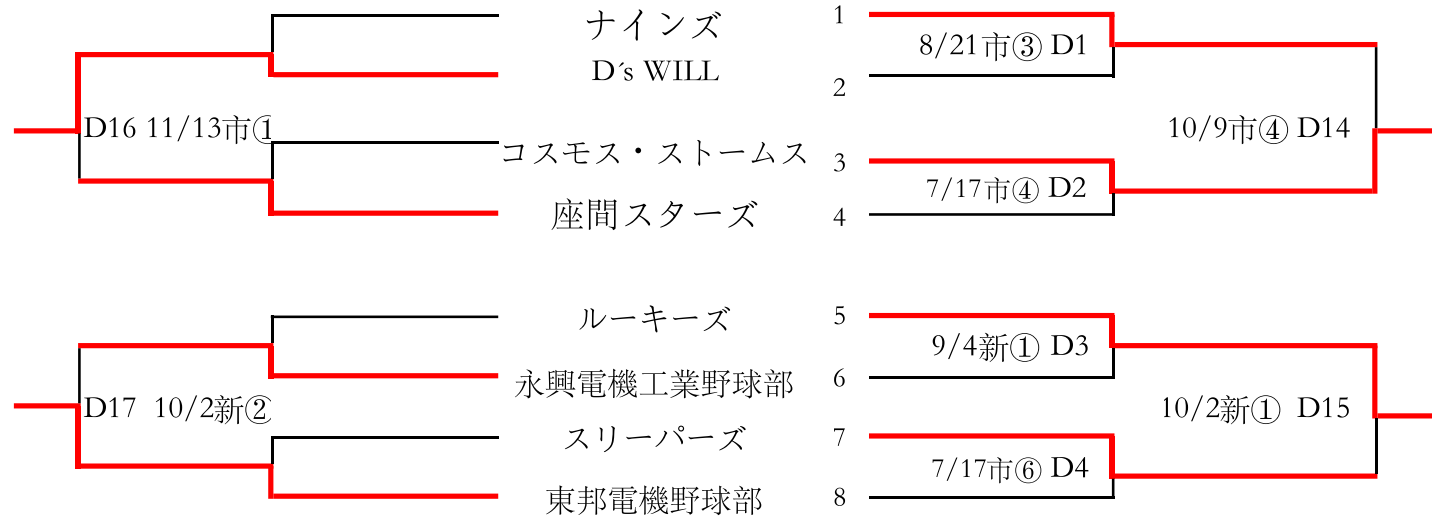 ナインズ 1
8/21市③ D1
D´s WILL 2
D16 11/13市① 10/9市④ D14
コスモス・ストームス 3
7/17市④ D2
座間スターズ 4
ルーキーズ 5
9/4新① D3
永興電機工業野球部 6
D17 10/2新② 10/2新① D15
スリーパーズ 7
7/17市⑥ D4
東邦電機野球部 8